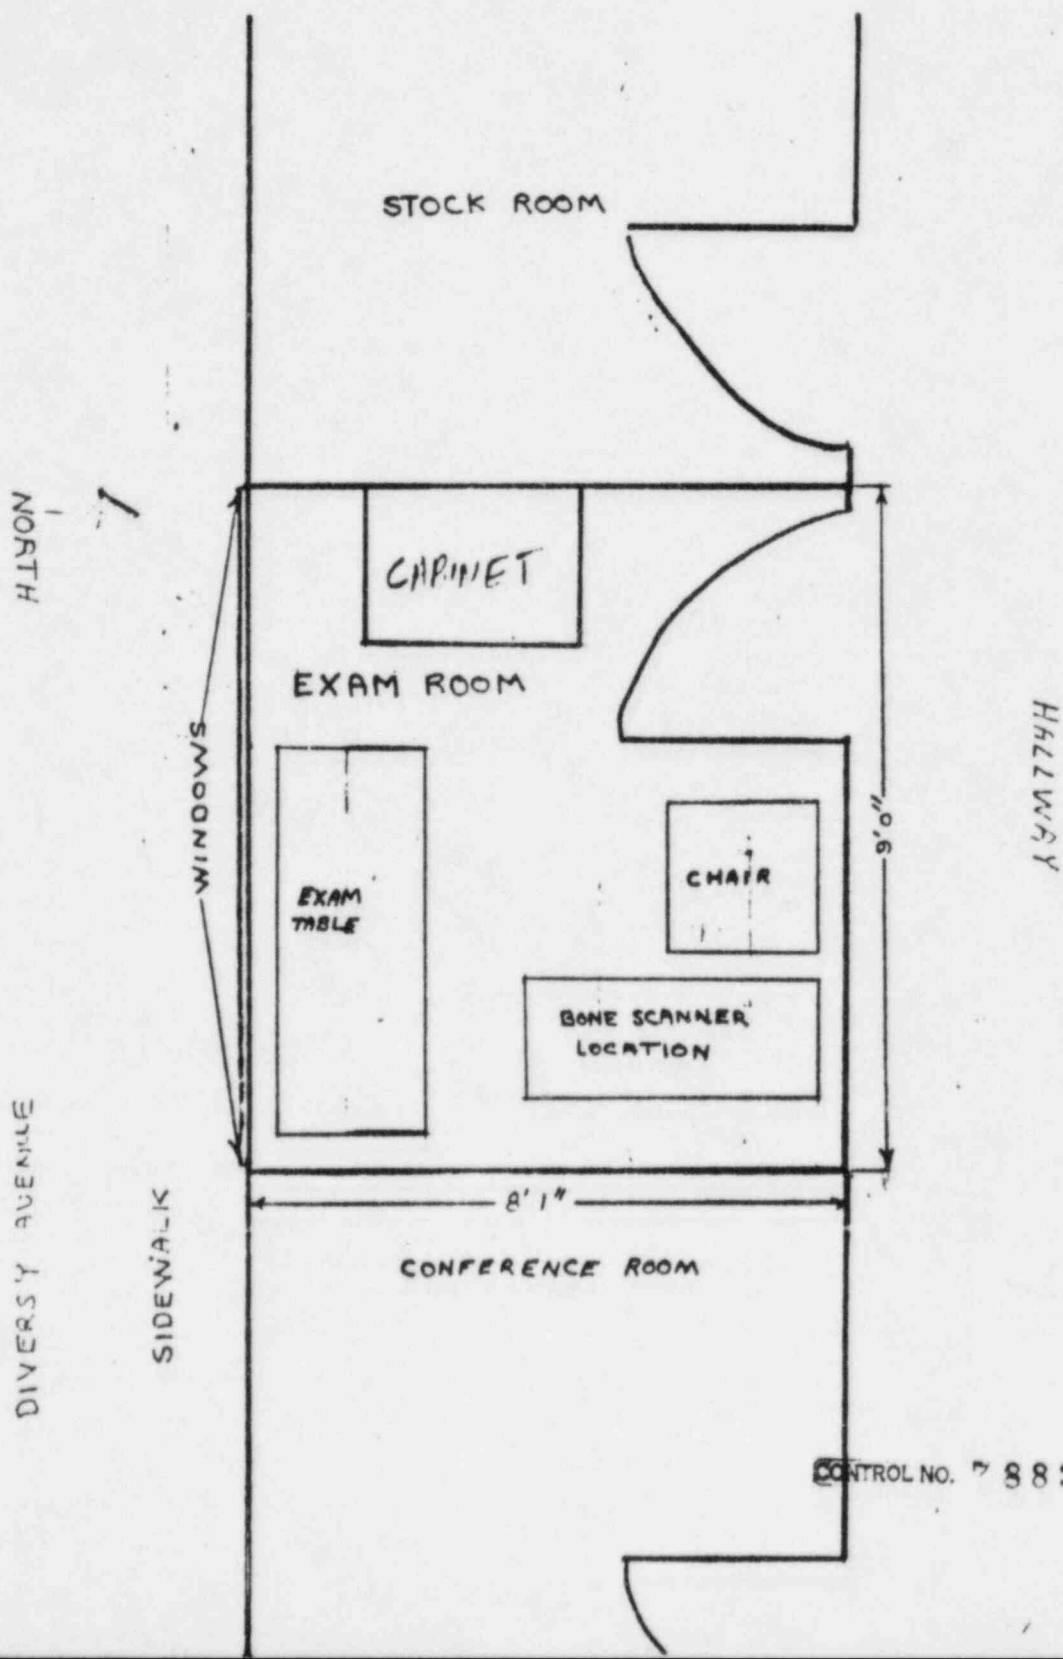 STOCK ROOM
NORTH
CABINET
EXAM ROOM
WINDOWS
HALLWAY
9'0"
CHAIR
EXAM
TABLE
BONE SCANNER
LOCATION
8'1"
DIVERSY AVENUE
SIDEWALK
CONFERENCE ROOM
CONTROL NO.